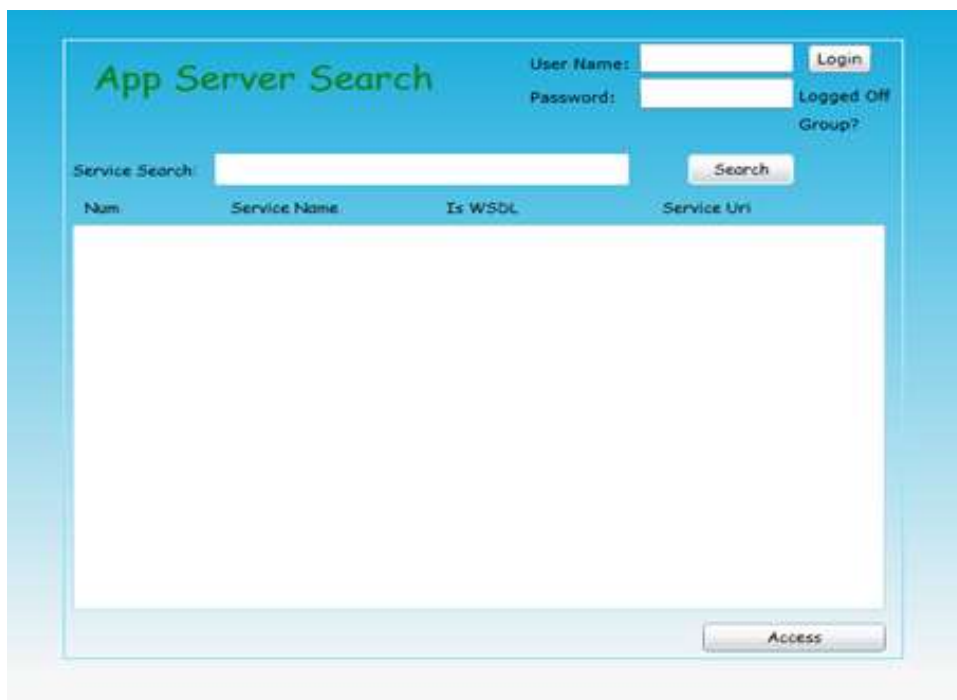 App Server Search
User Name:
Login
Password:
Logged Off
Group?
Service Search:
Search
Num
Service Name
Is WSDL
Service Uri
Access